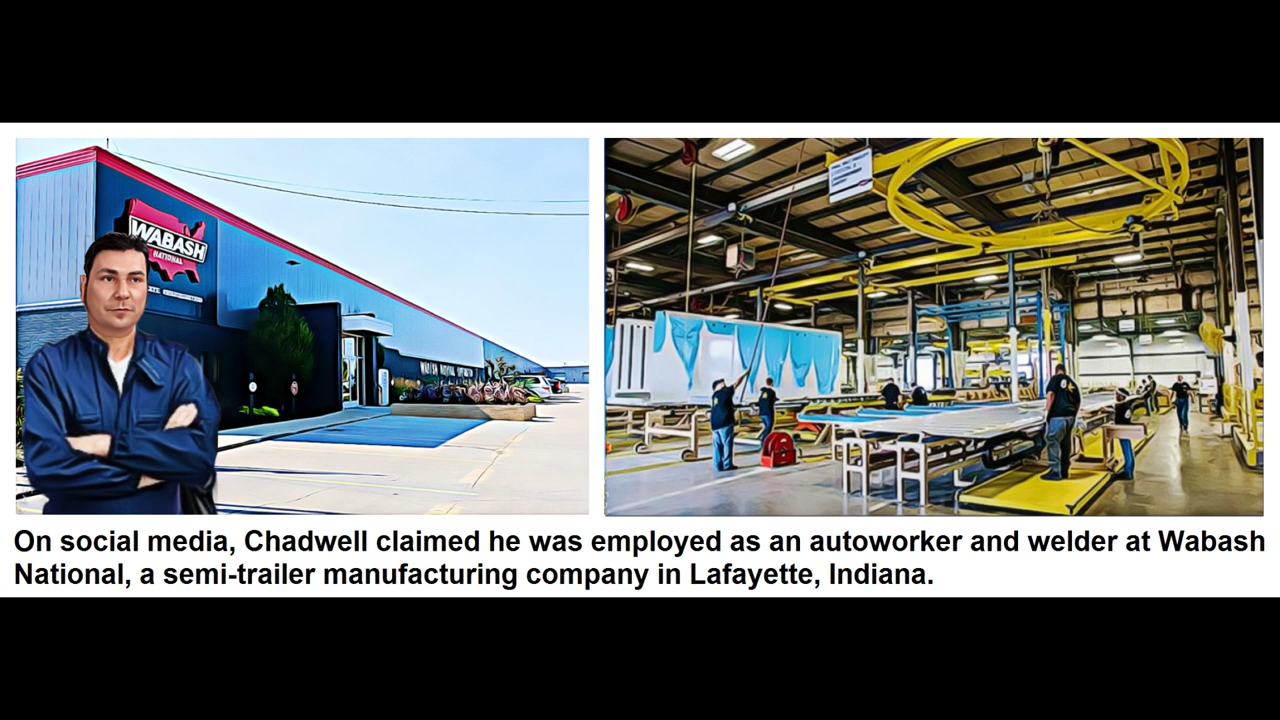 WABASH
NATIONAL
On social media, Chadwell claimed he was employed as an autoworker and welder at Wabash
National, a semi-trailer manufacturing company in Lafayette, Indiana.